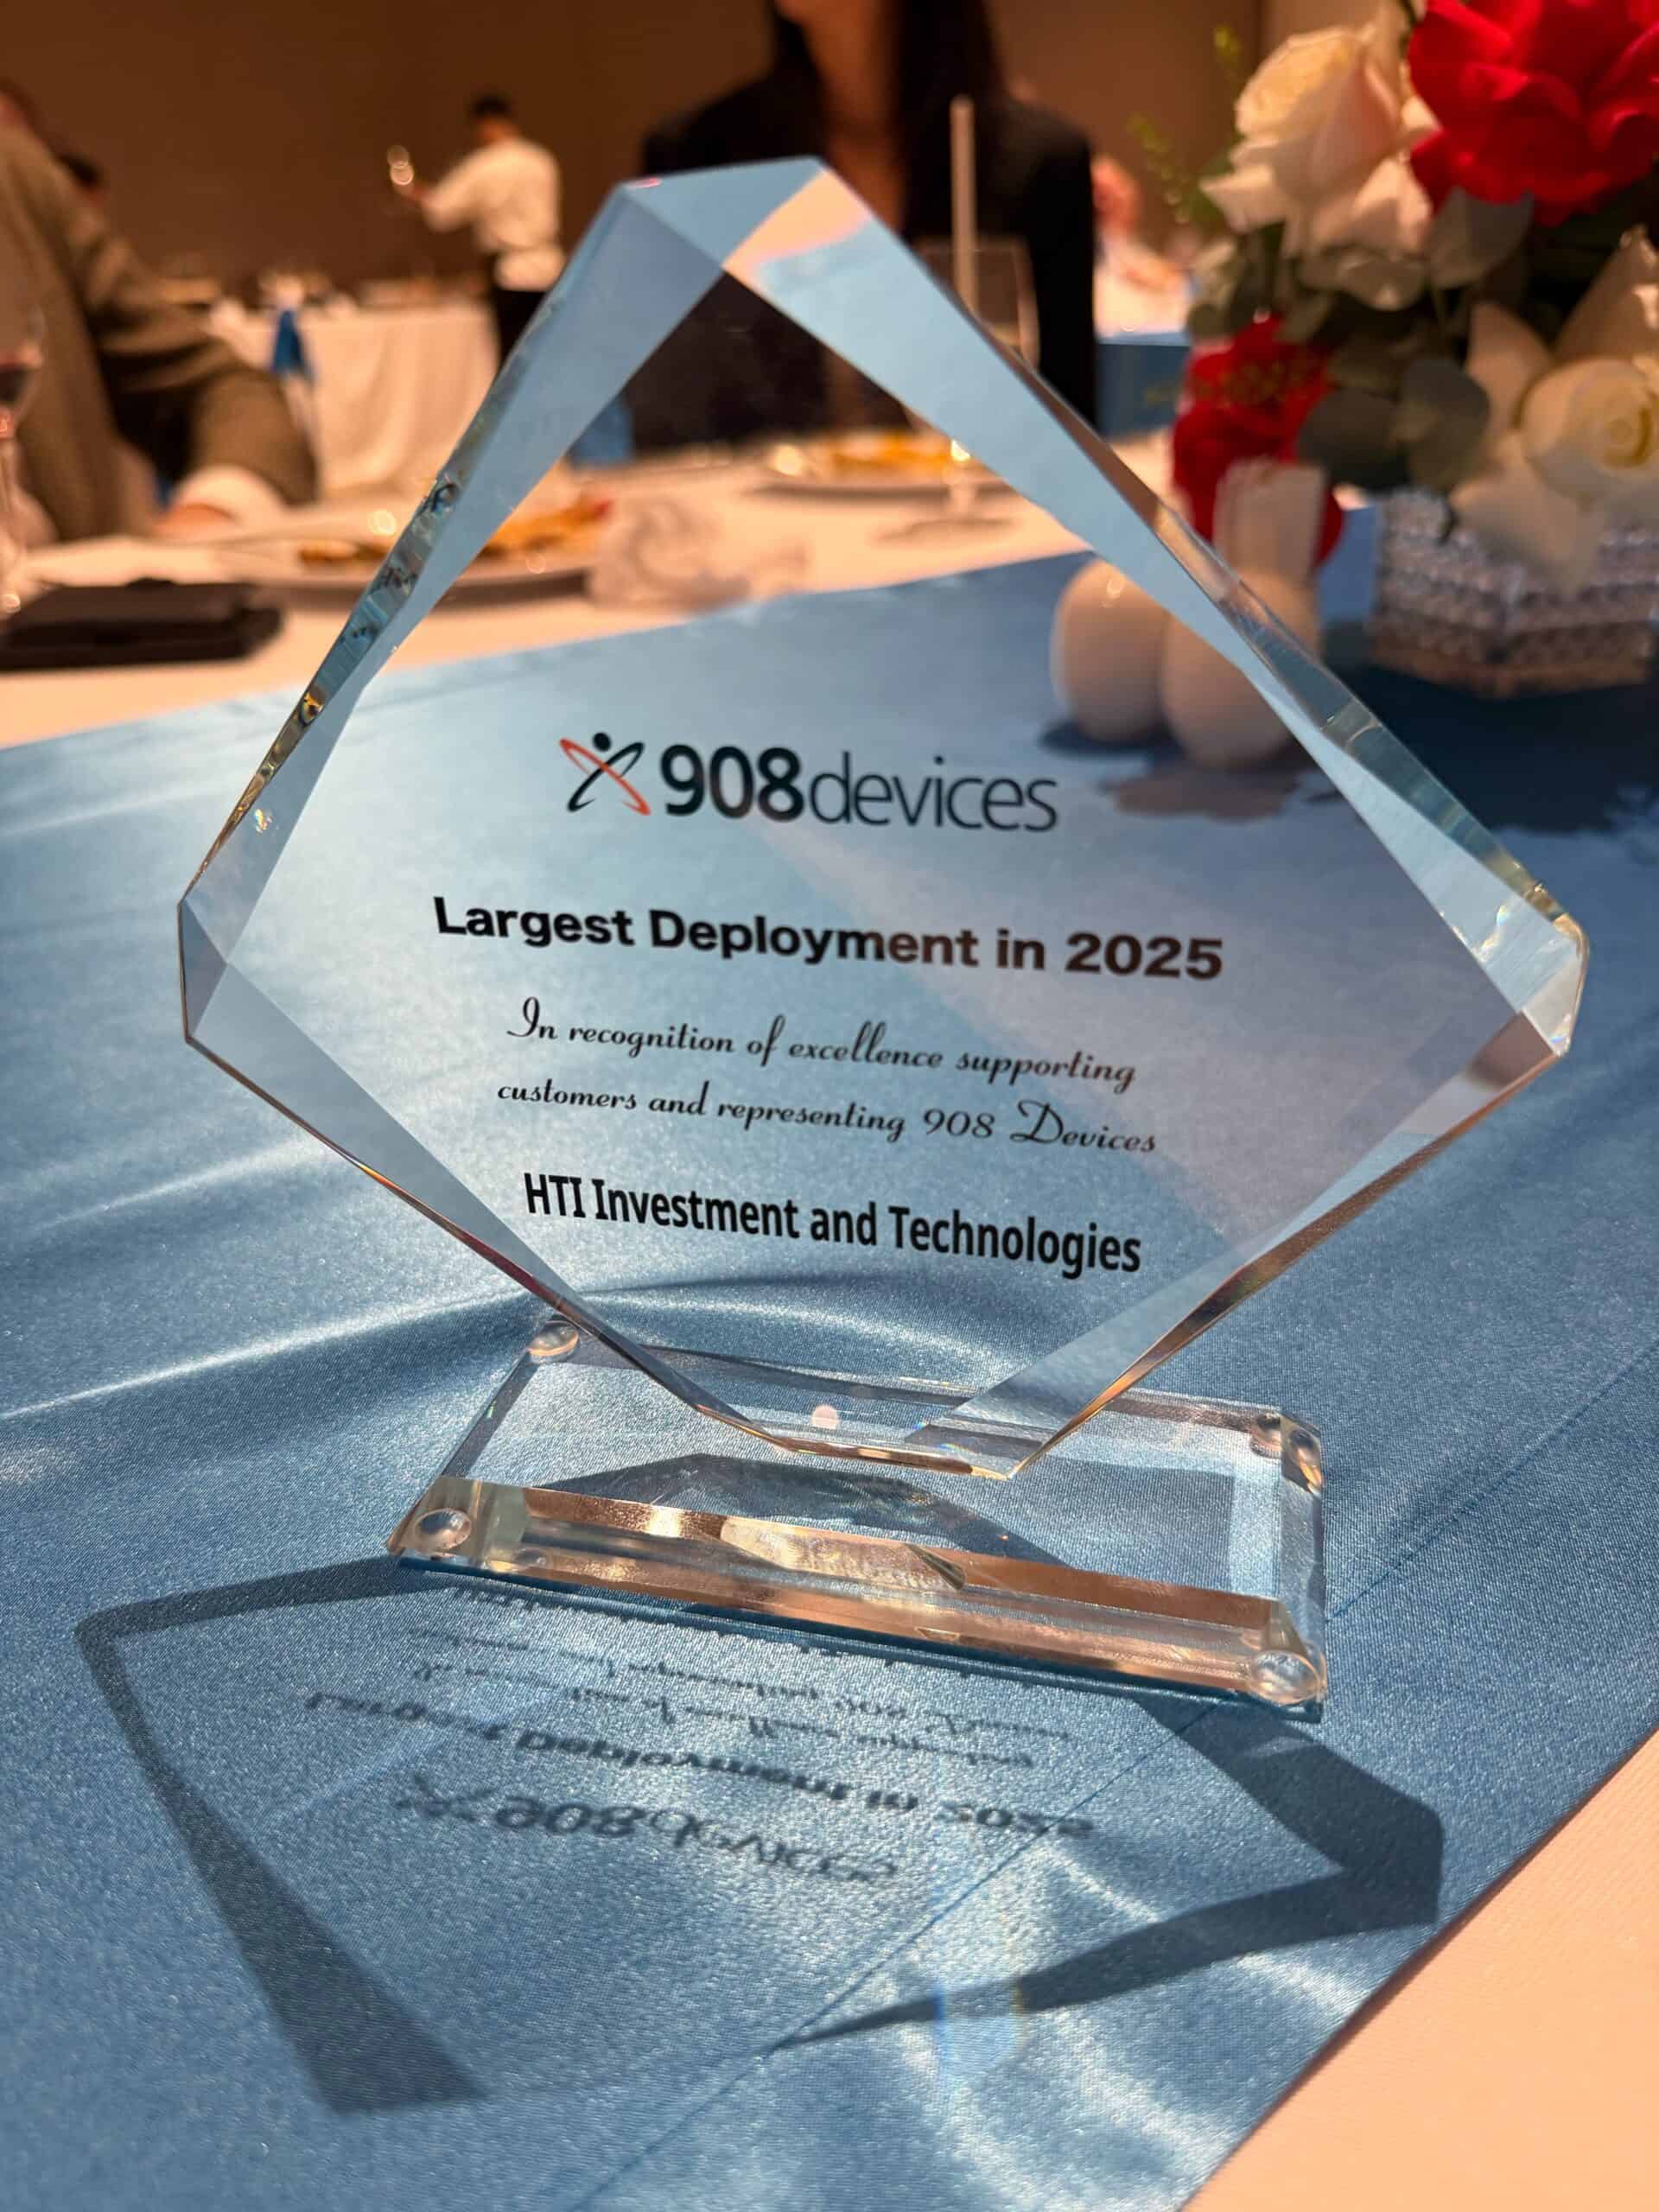 908devices
Largest Deployment in 2025
In recognition of excellence supporting
customers and representing 908 Devices
HTI Investment and Technologies